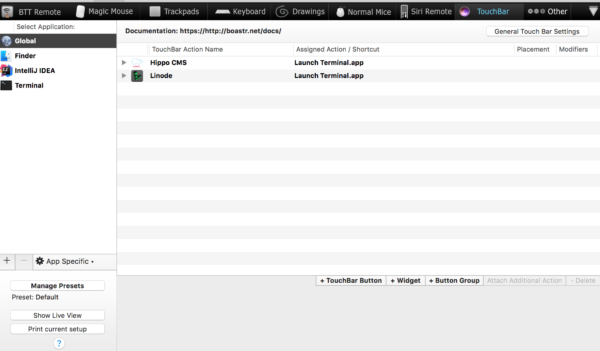 BTT Remote Magic Mouse Trackpads Keyboard Drawings Normal Mice Siri Remote TouchBar Other
Select Application:
Documentation: https://http://boastr.net/docs/
General Touch Bar Settings
Global
TouchBar Action Name Assigned Action / Shortcut Placement Modifiers
Finder
Hippo CMS Launch Terminal.app
IntelliJ IDEA
Linode Launch Terminal.app
Terminal
+ − App Specific
+ TouchBar Button + Widget + Button Group Attach Additional Action - Delete
Manage Presets
Preset: Default
Show Live View
Print current setup
?